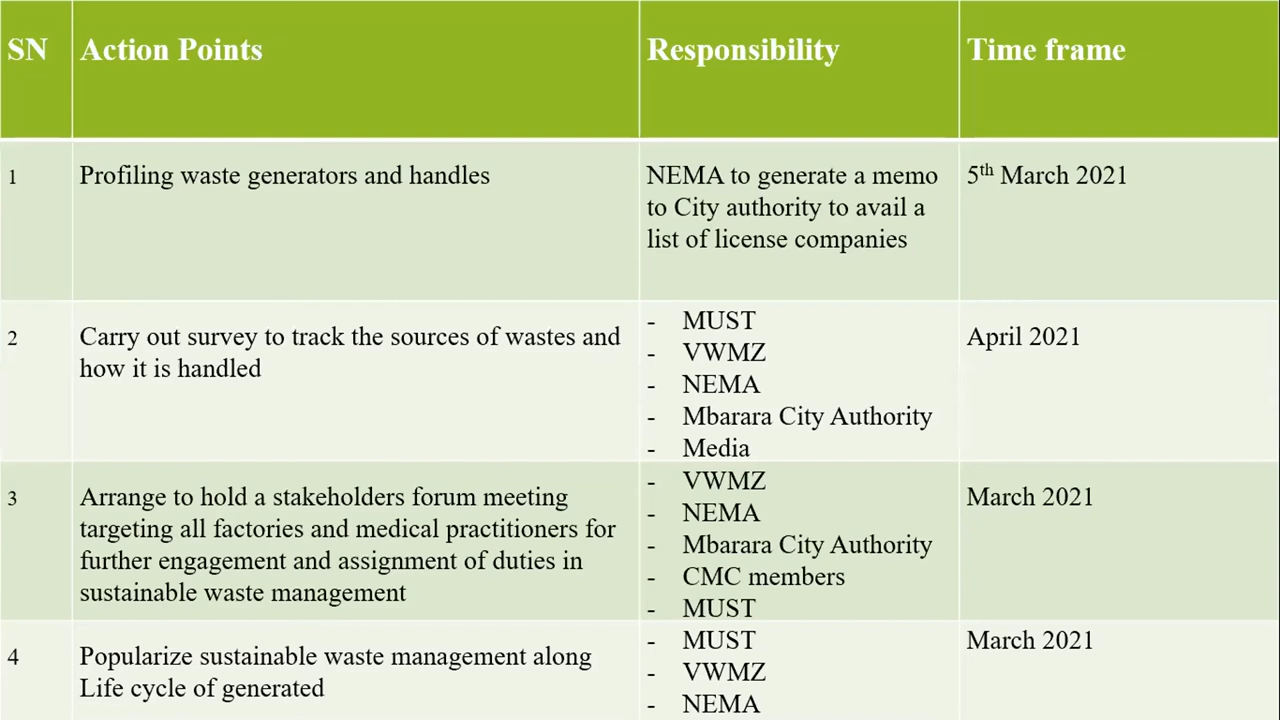 SN Action Points Responsibility Time frame
1 Profiling waste generators and handles NEMA to generate a memo 5th March 2021
to City authority to avail a
list of license companies
2 Carry out survey to track the sources of wastes and
how it is handled
- MUST
- VWMZ
- NEMA
- Mbarara City Authority
- Media
April 2021
3 Arrange to hold a stakeholders forum meeting
targeting all factories and medical practitioners for
further engagement and assignment of duties in
sustainable waste management
- VWMZ
- NEMA
- Mbarara City Authority
- CMC members
- MUST
March 2021
4 Popularize sustainable waste management along
Life cycle of generated
- MUST
- VWMZ
- NEMA
March 2021